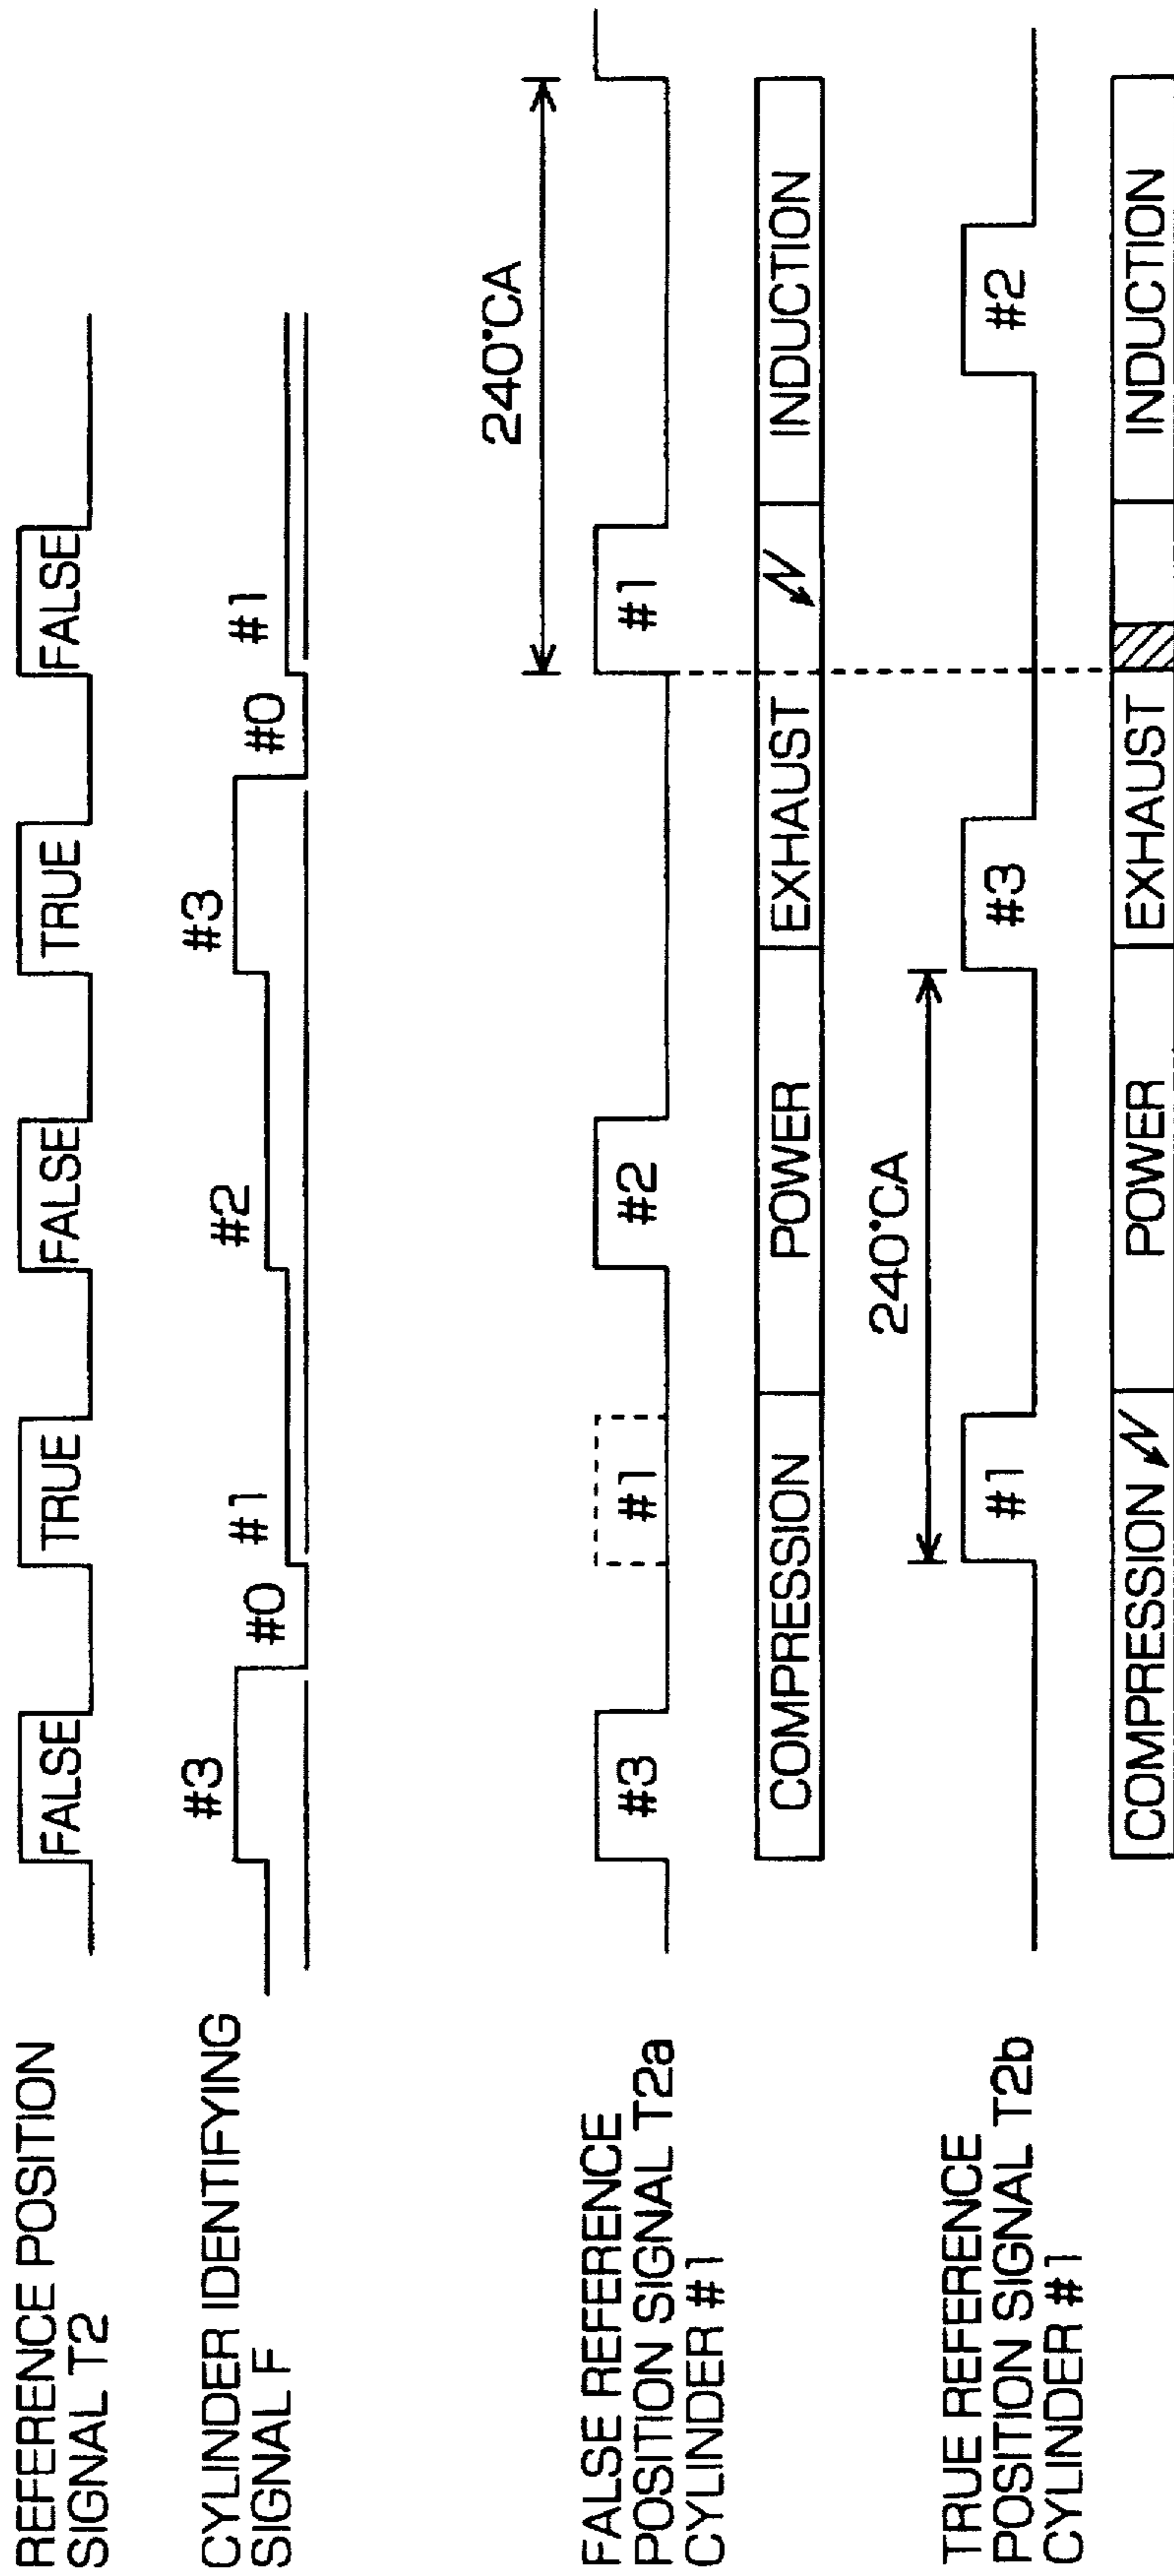 REFERENCE POSITION
SIGNAL T2
FALSE
TRUE
FALSE
TRUE
FALSE
CYLINDER IDENTIFYING
SIGNAL F
#3
#0
#1
#2
#3
#0
#1
240°CA
FALSE REFERENCE
POSITION SIGNAL T2a
CYLINDER #1
#3
#1
#2
#1
COMPRESSION
POWER
EXHAUST
INDUCTION
240°CA
TRUE REFERENCE
POSITION SIGNAL T2b
CYLINDER #1
#1
#3
#2
COMPRESSION
POWER
EXHAUST
INDUCTION